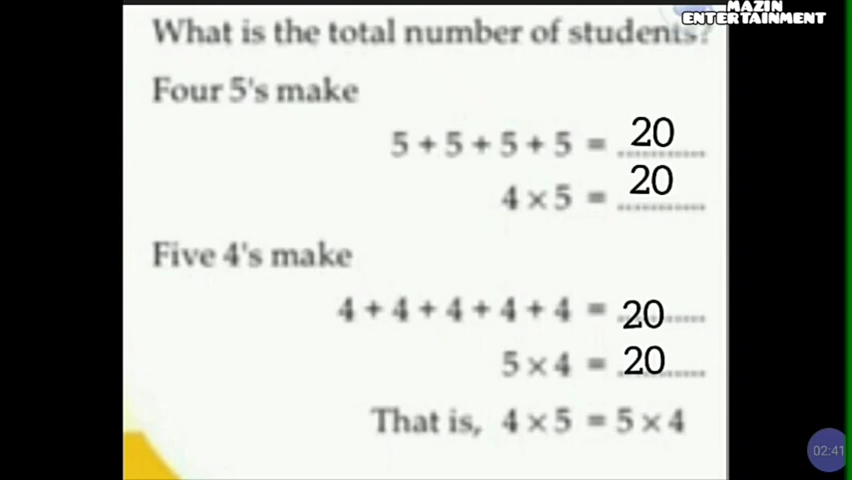 MAZIN
ENTERTAINMENT
What is the total number of students?
Four 5's make
5 + 5 + 5 + 5 = 20
4 × 5 = 20
Five 4's make
4 + 4 + 4 + 4 + 4 = 20
5 × 4 = 20
That is, 4 × 5 = 5 × 4
02:41